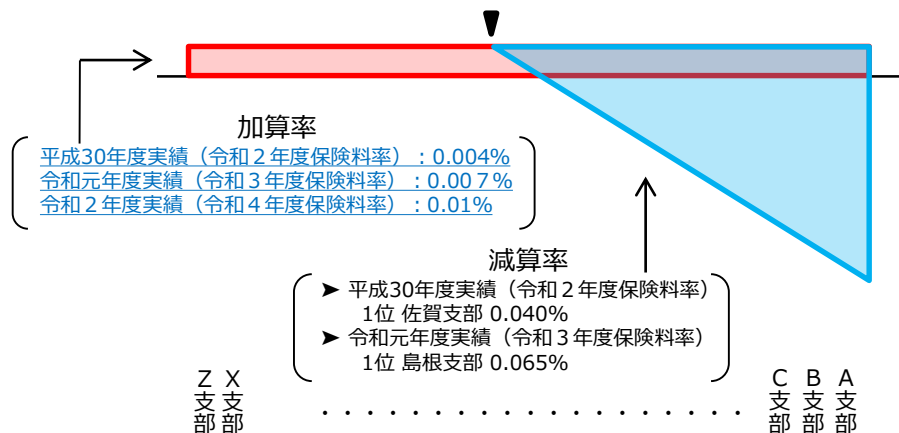 加算率
平成30年度実績（令和２年度保険料率）：0.004%
令和元年度実績（令和３年度保険料率）：0.00７%
令和２年度実績（令和４年度保険料率）：0.01%
減算率
➤ 平成30年度実績（令和２年度保険料率）
1位 佐賀支部 0.040%
➤ 令和元年度実績（令和３年度保険料率）
1位 島根支部 0.065%
Z支部
X支部
・・・・・・・・・・・・・・・・・・・・
C支部
B支部
A支部